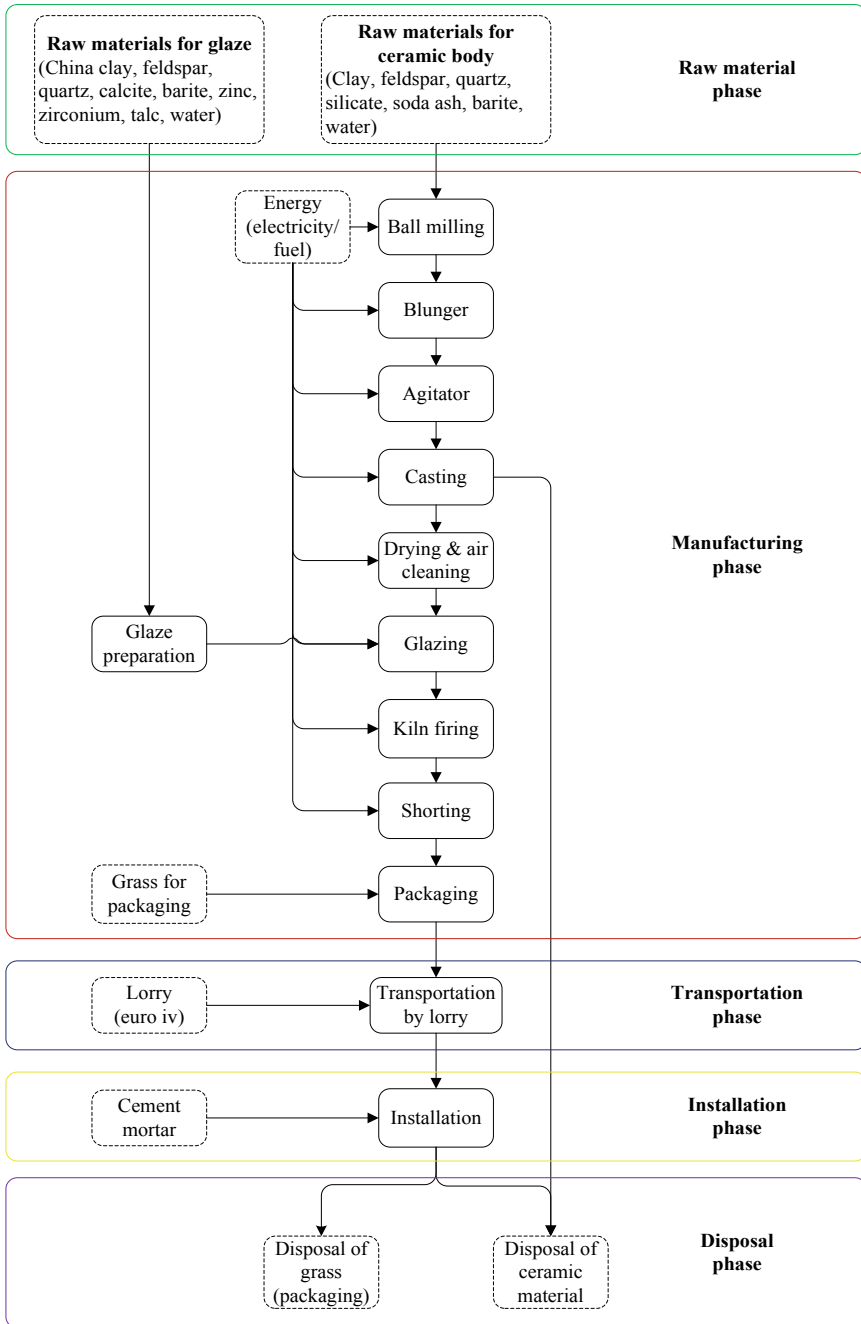 Raw materials for glaze
(China clay, feldspar,
quartz, calcite, barite, zinc,
zirconium, talc, water)
Raw materials for
ceramic body
(Clay, feldspar, quartz,
silicate, soda ash, barite,
water)
Raw material
phase
Energy
(electricity/
fuel)
Ball milling
Blunger
Agitator
Casting
Drying & air
cleaning
Manufacturing
phase
Glaze
preparation
Glazing
Kiln firing
Shorting
Grass for
packaging
Packaging
Lorry
(euro iv)
Transportation
by lorry
Transportation
phase
Cement
mortar
Installation
Installation
phase
Disposal of
grass
(packaging)
Disposal of
ceramic
material
Disposal
phase